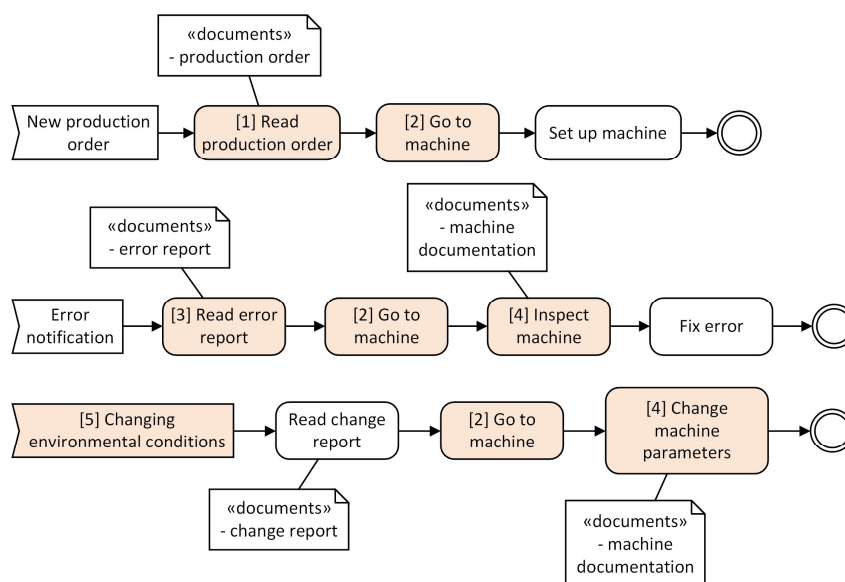 «documents»
- production order
New production
order
[1] Read
production order
[2] Go to
machine
Set up machine
«documents»
- error report
«documents»
- machine
documentation
Error
notification
[3] Read error
report
[2] Go to
machine
[4] Inspect
machine
Fix error
[5] Changing
environmental conditions
Read change
report
[2] Go to
machine
[4] Change
machine
parameters
«documents»
- change report
«documents»
- machine
documentation